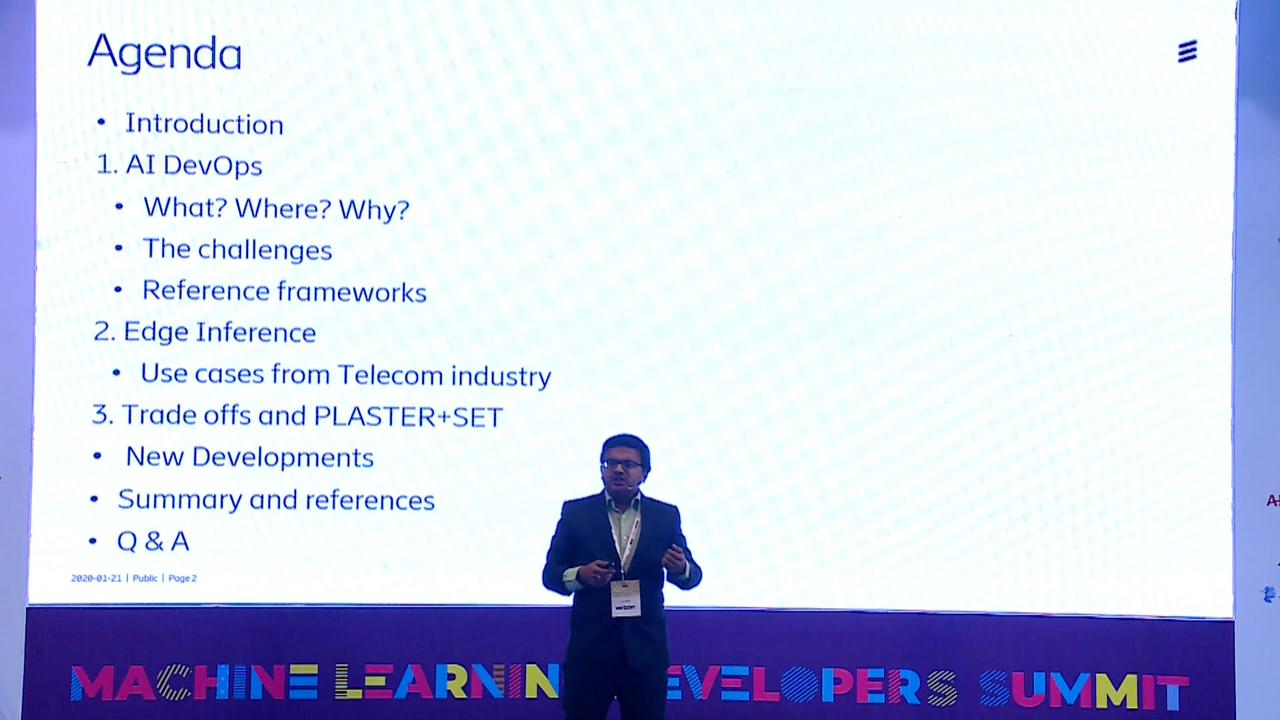 Agenda
• Introduction
1. AI DevOps
• What? Where? Why?
• The challenges
• Reference frameworks
2. Edge Inference
• Use cases from Telecom industry
3. Trade offs and PLASTER+SET
• New Developments
• Summary and references
• Q & A
2020-01-21 | Public | Page 2
verizon
MACHINE LEARNIN EVELOPERS SUMMIT